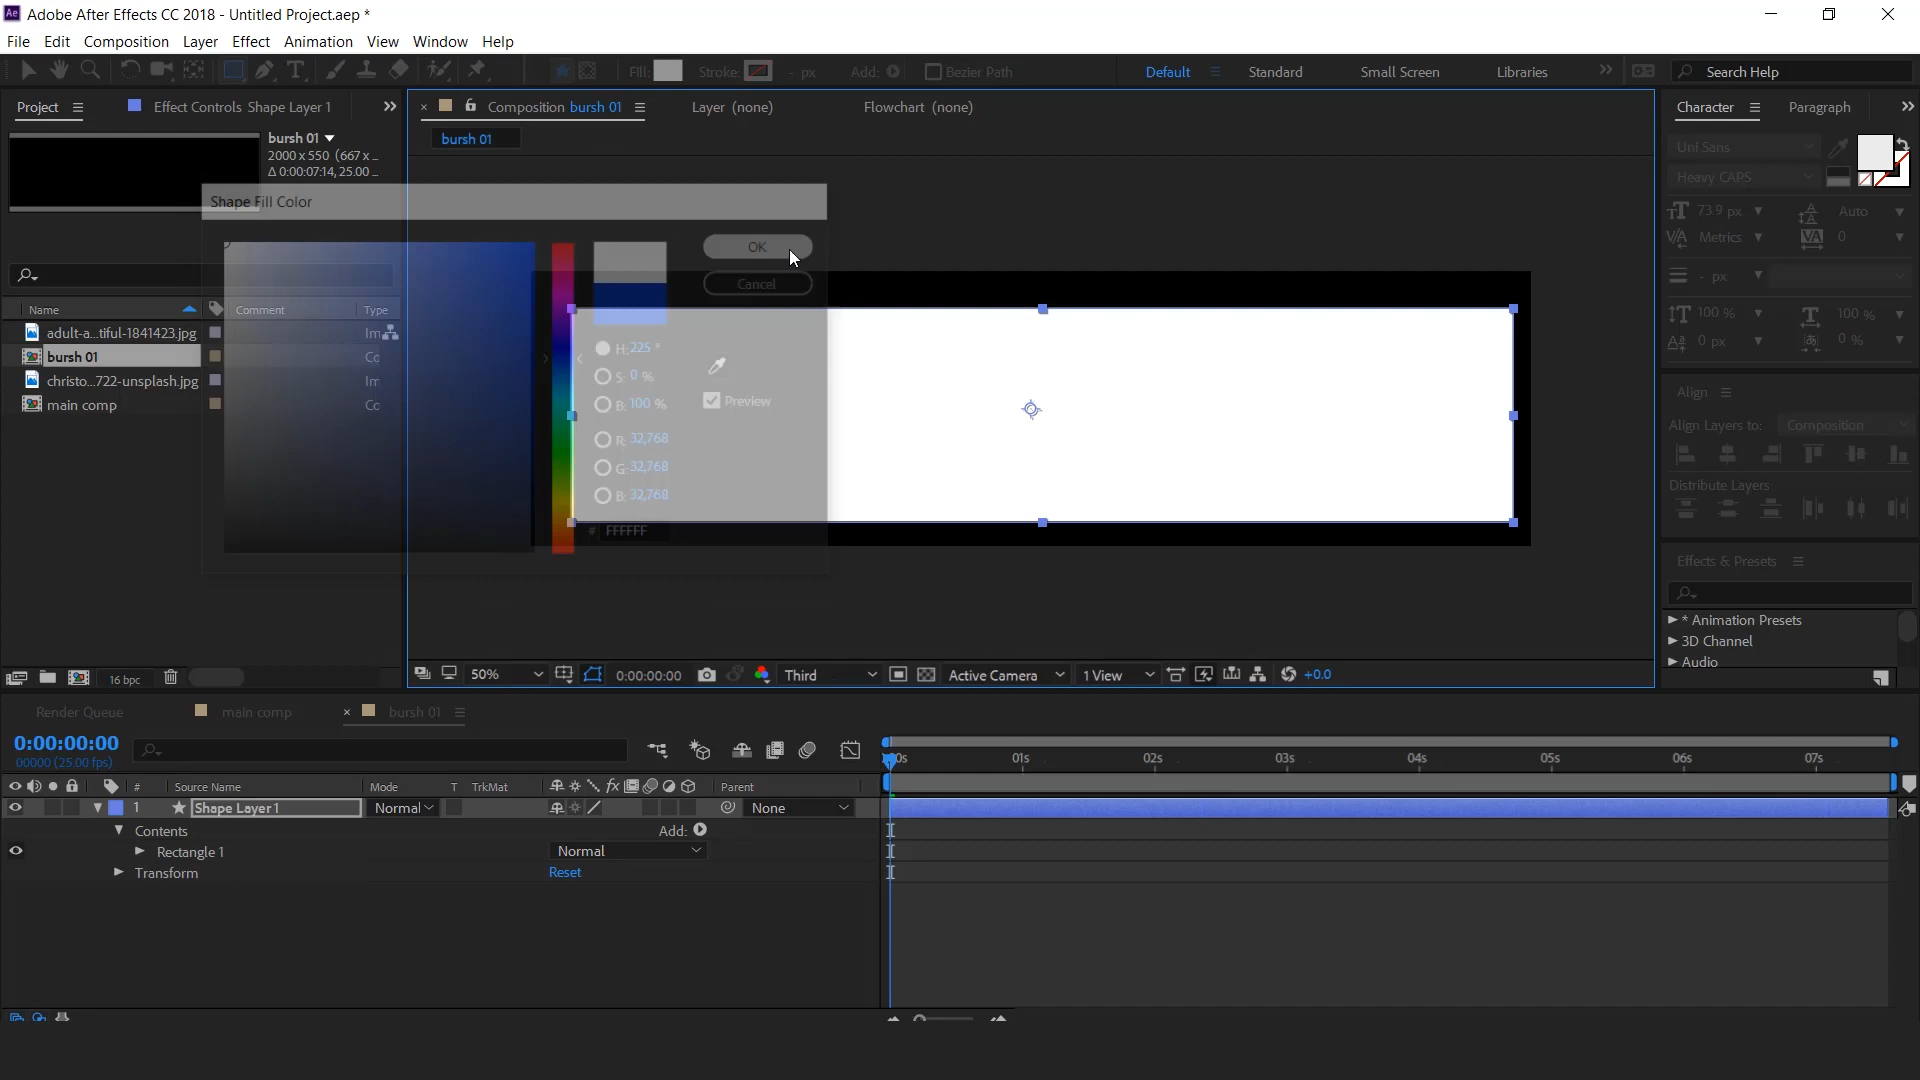 Ae Adobe After Effects CC 2018 - Untitled Project.aep *
File Edit Composition Layer Effect Animation View Window Help
Fill: Stroke: - px Add: Bezier Path Default Standard Small Screen Libraries Search Help
Project Effect Controls Shape Layer 1 Composition bursh 01 Layer (none) Flowchart (none) Character Paragraph
bursh 01
2000 x 550 (667 x ...
Δ 0:00:07:14, 25.00 ...
bursh 01
Uni Sans
Heavy CAPS
73.9 px Auto
Metrics 0
- px
100 % 100 %
0 px 0 %
Shape Fill Color
OK
Cancel
H: 225 °
S: 0 %
B: 100 %
Preview
R: 32,768
G: 32,768
B: 32,768
# FFFFFF
Name Comment Type
adult-a...tiful-1841423.jpg Im
bursh 01 Cc
christo...722-unsplash.jpg Im
main comp Cc
Align
Align Layers to: Composition
Distribute Layers:
Effects & Presets
* Animation Presets
3D Channel
Audio
16 bpc
50% 0:00:00:00 Third Active Camera 1 View +0.0
Render Queue main comp bursh 01
0:00:00:00
00000 (25.00 fps)
00s 01s 02s 03s 04s 05s 06s 07s
# Source Name Mode T TrkMat fx Parent
1 Shape Layer 1 Normal None
Contents Add:
Rectangle 1 Normal
Transform Reset